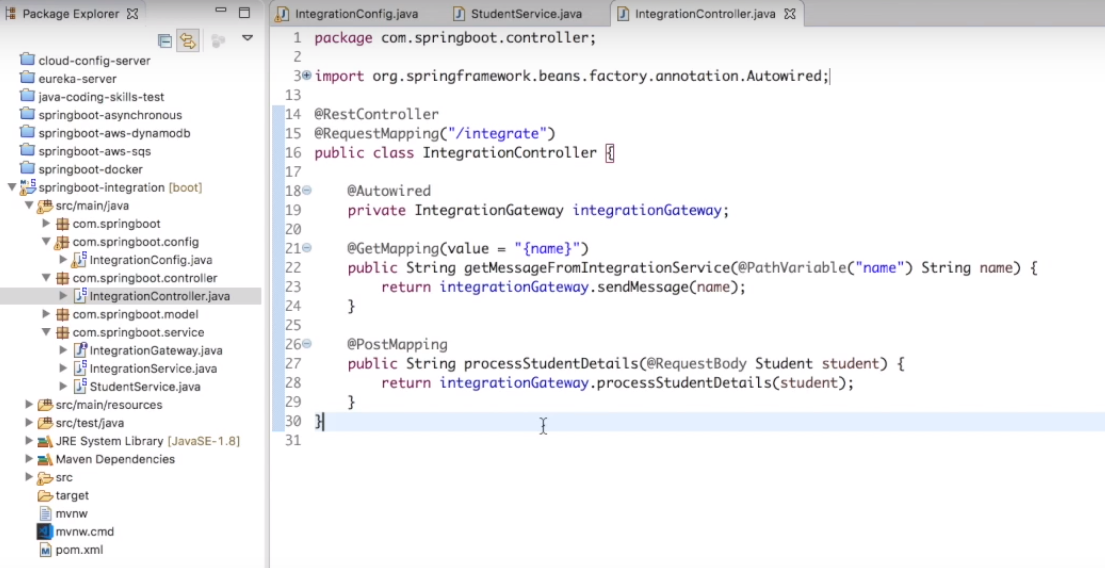 Package Explorer
cloud-config-server
eureka-server
java-coding-skills-test
springboot-asynchronous
springboot-aws-dynamodb
springboot-aws-sqs
springboot-docker
springboot-integration [boot]
src/main/java
com.springboot
com.springboot.config
IntegrationConfig.java
com.springboot.controller
IntegrationController.java
com.springboot.model
com.springboot.service
IntegrationGateway.java
IntegrationService.java
StudentService.java
src/main/resources
src/test/java
JRE System Library [JavaSE-1.8]
Maven Dependencies
src
target
mvnw
mvnw.cmd
pom.xml
IntegrationConfig.java StudentService.java IntegrationController.java
1 package com.springboot.controller;
2
3 import org.springframework.beans.factory.annotation.Autowired;
13
14 @RestController
15 @RequestMapping("/integrate")
16 public class IntegrationController {
17
18 @Autowired
19 private IntegrationGateway integrationGateway;
20
21 @GetMapping(value = "{name}")
22 public String getMessageFromIntegrationService(@PathVariable("name") String name) {
23 return integrationGateway.sendMessage(name);
24 }
25
26 @PostMapping
27 public String processStudentDetails(@RequestBody Student student) {
28 return integrationGateway.processStudentDetails(student);
29 }
30 }
31